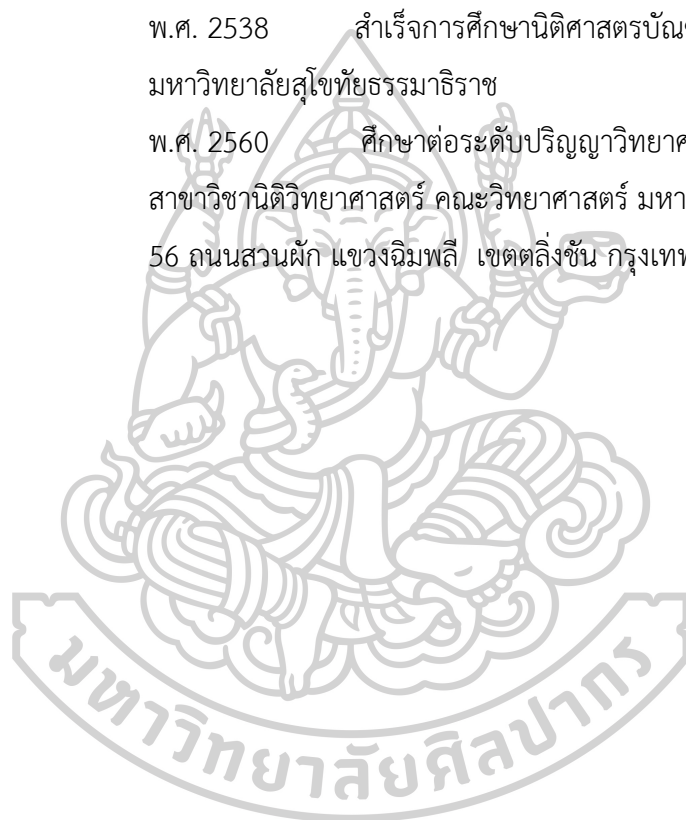 พ.ศ. 2538 สำเร็จการศึกษานิติศาสตรบัณฑ
มหาวิทยาลัยสุโขทัยธรรมาธิราช
พ.ศ. 2560 ศึกษาต่อระดับปริญญาวิทยาศ
สาขาวิชานิติวิทยาศาสตร์ คณะวิทยาศาสตร์ มหา
56 ถนนสวนผัก แขวงฉิมพลี เขตตลิ่งชัน กรุงเทพ
มหาวิทยาลัยศิลปากร